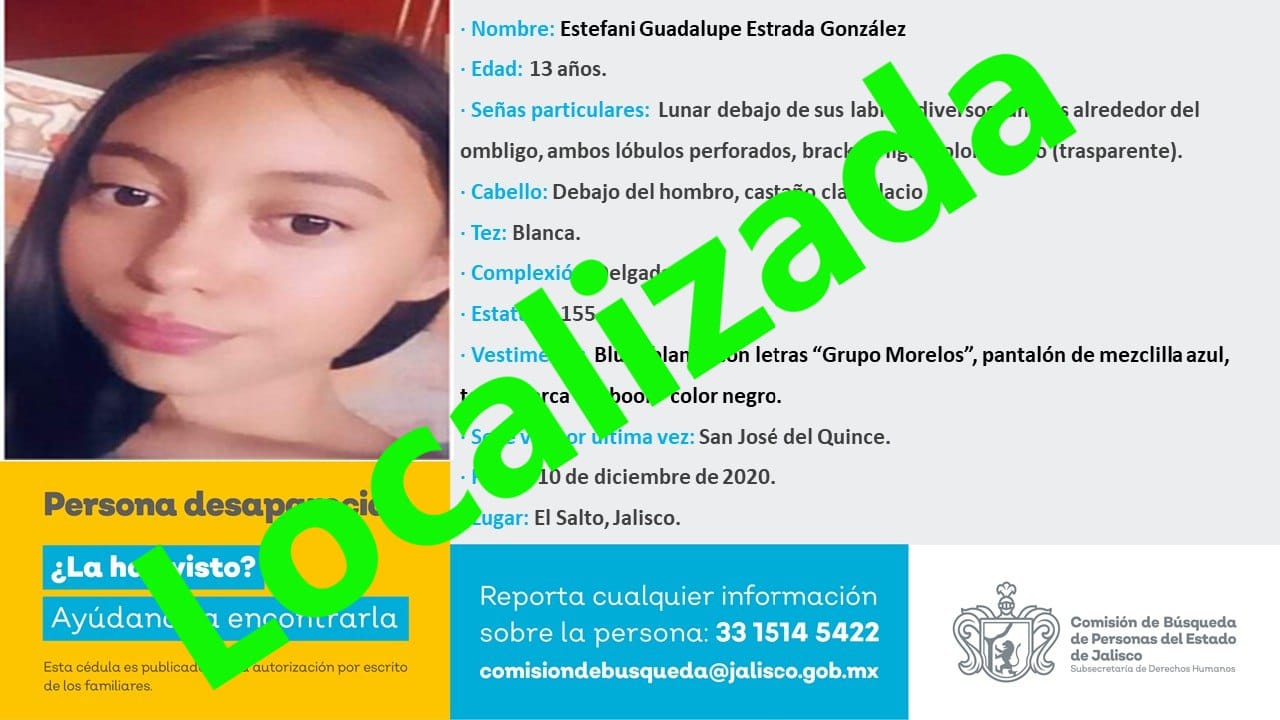 · Nombre: Estefani Guadalupe Estrada González
· Edad: 13 años.
· Señas particulares: Lunar debajo de sus alrededor del
ombligo, ambos lóbulos perforados, (trasparente).
· Cabello: Debajo del hombro, castaño
· Tez: Blanca.
· Complexión:
· 155
· con letras “Grupo Morelos”, pantalón de mezclilla azul,
color negro.
· última vez: San José del Quince.
· 10 de diciembre de 2020.
· Lugar: El Salto, Jalisco.
Localizada
Persona
¿La visto?
encontrarla
Esta cédula es autorización por escrito
de los familiares.
Reporta cualquier información
sobre la persona: 33 1514 5422
comisiondebusqueda@jalisco.gob.mx
Comisión de Búsqueda
de Personas del Estado
de Jalisco
Subsecretaría de Derechos Humanos